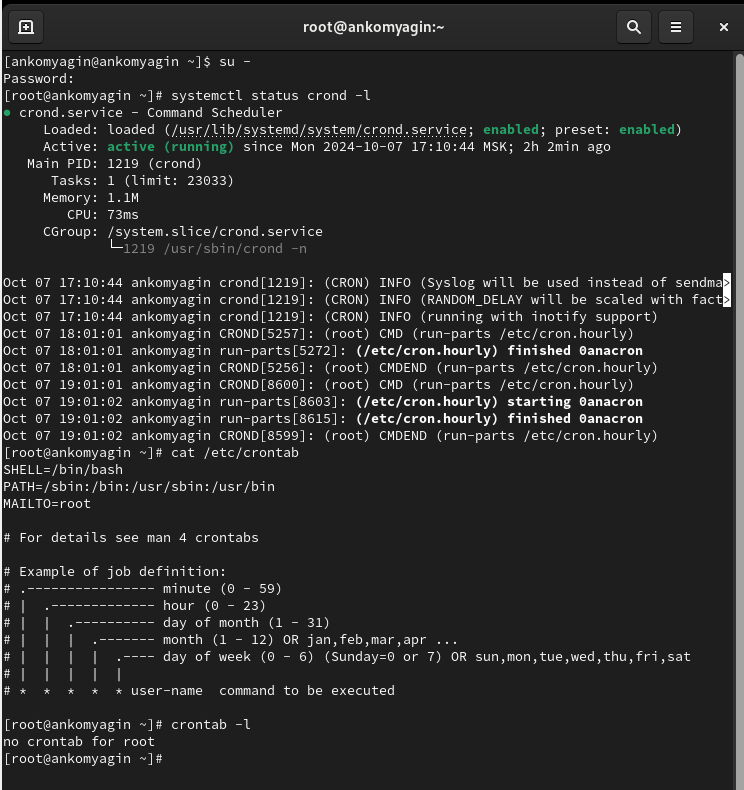 root@ankomyagin:~
[ankomyagin@ankomyagin ~]$ su -
Password:
[root@ankomyagin ~]# systemctl status crond -l
● crond.service - Command Scheduler
     Loaded: loaded (/usr/lib/systemd/system/crond.service; enabled; preset: enabled)
     Active: active (running) since Mon 2024-10-07 17:10:44 MSK; 2h 2min ago
   Main PID: 1219 (crond)
      Tasks: 1 (limit: 23033)
     Memory: 1.1M
        CPU: 73ms
     CGroup: /system.slice/crond.service
             └─1219 /usr/sbin/crond -n

Oct 07 17:10:44 ankomyagin crond[1219]: (CRON) INFO (Syslog will be used instead of sendma>
Oct 07 17:10:44 ankomyagin crond[1219]: (CRON) INFO (RANDOM_DELAY will be scaled with fact>
Oct 07 17:10:44 ankomyagin crond[1219]: (CRON) INFO (running with inotify support)
Oct 07 18:01:01 ankomyagin CROND[5257]: (root) CMD (run-parts /etc/cron.hourly)
Oct 07 18:01:01 ankomyagin run-parts[5272]: (/etc/cron.hourly) finished 0anacron
Oct 07 18:01:01 ankomyagin CROND[5256]: (root) CMDEND (run-parts /etc/cron.hourly)
Oct 07 19:01:02 ankomyagin CROND[8600]: (root) CMD (run-parts /etc/cron.hourly)
Oct 07 19:01:02 ankomyagin run-parts[8603]: (/etc/cron.hourly) starting 0anacron
Oct 07 19:01:02 ankomyagin run-parts[8615]: (/etc/cron.hourly) finished 0anacron
Oct 07 19:01:02 ankomyagin CROND[8599]: (root) CMDEND (run-parts /etc/cron.hourly)
[root@ankomyagin ~]# cat /etc/crontab
SHELL=/bin/bash
PATH=/sbin:/bin:/usr/sbin:/usr/bin
MAILTO=root

# For details see man 4 crontabs

# Example of job definition:
# .---------------- minute (0 - 59)
# |  .------------- hour (0 - 23)
# |  |  .---------- day of month (1 - 31)
# |  |  |  .------- month (1 - 12) OR jan,feb,mar,apr ...
# |  |  |  |  .---- day of week (0 - 6) (Sunday=0 or 7) OR sun,mon,tue,wed,thu,fri,sat
# |  |  |  |  |
# *  *  *  *  * user-name  command to be executed

[root@ankomyagin ~]# crontab -l
no crontab for root
[root@ankomyagin ~]#